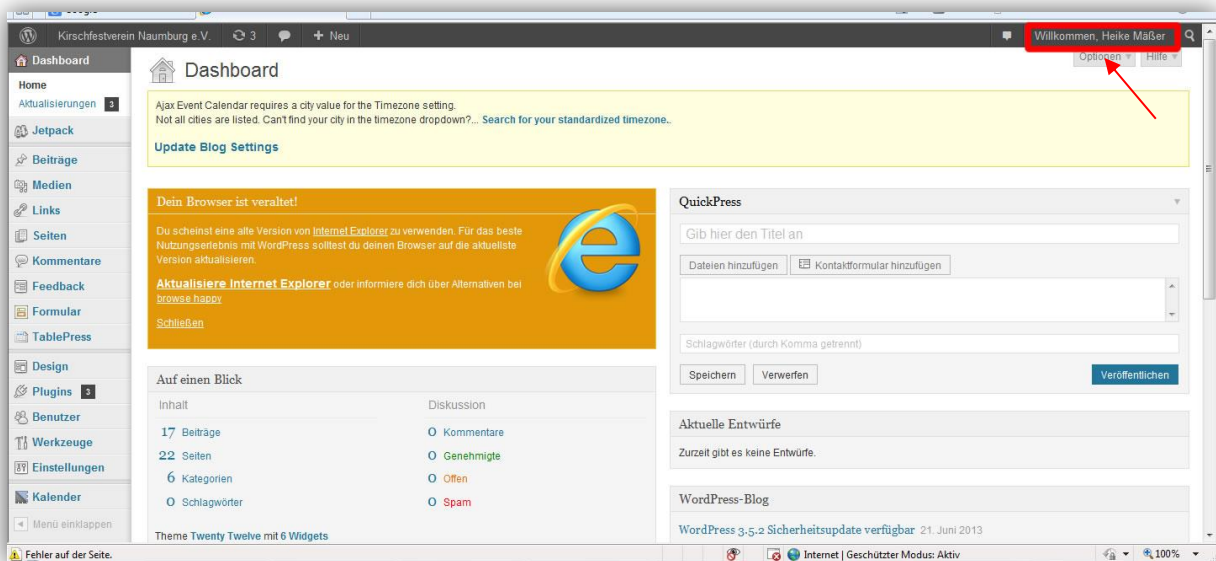 Kirschfestverein Naumburg e.V. 3 + Neu Willkommen, Heike Mäßer
Optionen Hilfe
Dashboard
Home
Aktualisierungen 3
Jetpack
Beiträge
Medien
Links
Seiten
Kommentare
Feedback
Formular
TablePress
Design
Plugins 3
Benutzer
Werkzeuge
Einstellungen
Kalender
Menü einklappen
Dashboard
Ajax Event Calendar requires a city value for the Timezone setting.
Not all cities are listed. Can't find your city in the timezone dropdown?... Search for your standardized timezone..
Update Blog Settings
Dein Browser ist veraltet!
Du scheinst eine alte Version von Internet Explorer zu verwenden. Für das beste
Nutzungserlebnis mit WordPress solltest du deinen Browser auf die aktuellste
Version aktualisieren.
Aktualisiere Internet Explorer oder informiere dich über Alternativen bei
browse happy
Schließen
Auf einen Blick
Inhalt Diskussion
17 Beiträge 0 Kommentare
22 Seiten 0 Genehmigte
6 Kategorien 0 Offen
0 Schlagwörter 0 Spam
Theme Twenty Twelve mit 6 Widgets
QuickPress
Gib hier den Titel an
Dateien hinzufügen Kontaktformular hinzufügen
Schlagwörter (durch Komma getrennt)
Speichern Verwerfen Veröffentlichen
Aktuelle Entwürfe
Zurzeit gibt es keine Entwürfe.
WordPress-Blog
WordPress 3.5.2 Sicherheitsupdate verfügbar 21. Juni 2013
Fehler auf der Seite. Internet | Geschützter Modus: Aktiv 100%